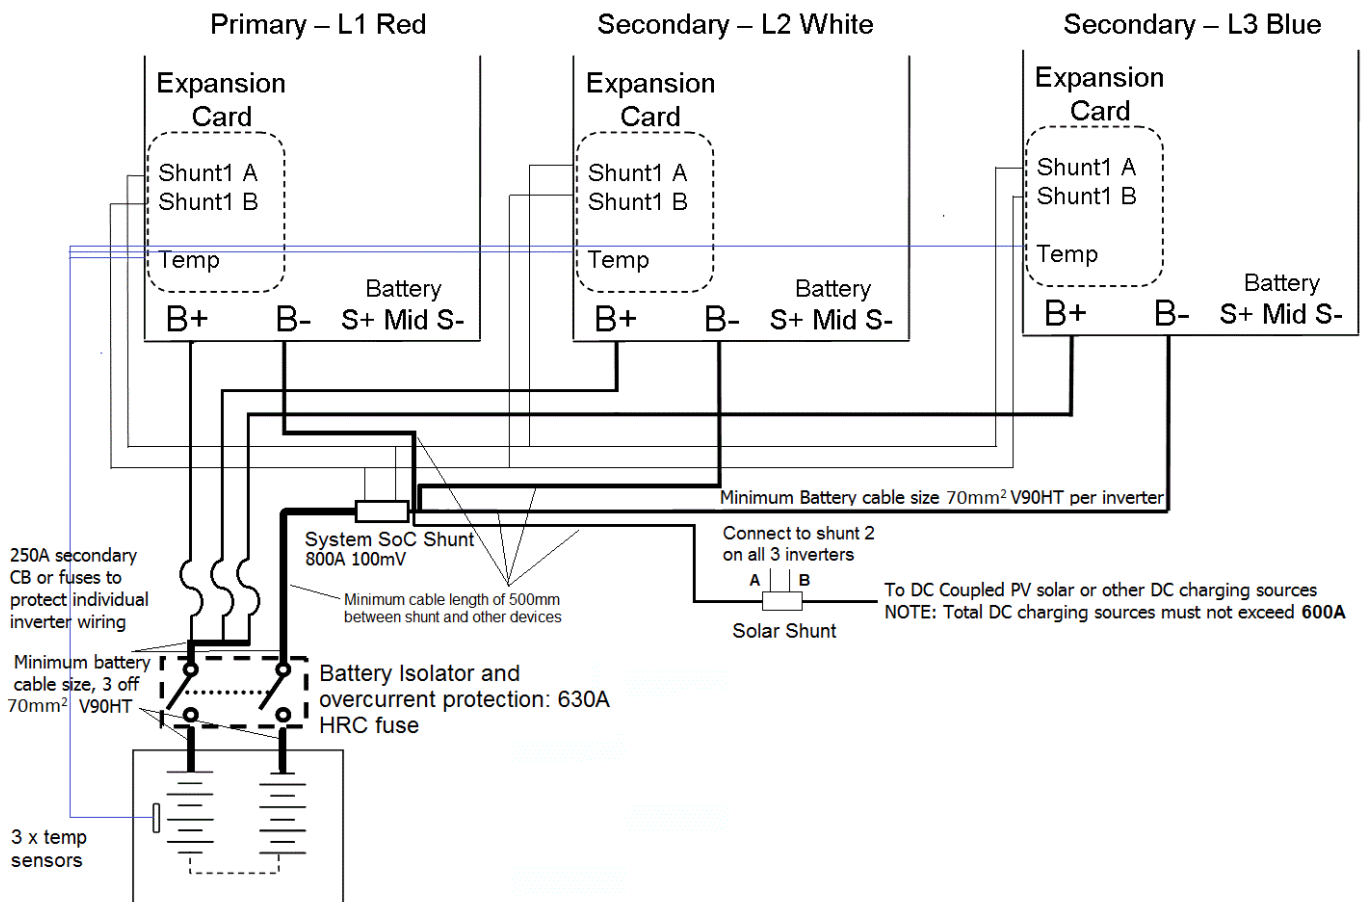 Primary – L1 Red
Secondary – L2 White
Secondary – L3 Blue
Expansion
Card
Shunt1 A
Shunt1 B
Temp
Battery
B+ B- S+ Mid S-
Expansion
Card
Shunt1 A
Shunt1 B
Temp
Battery
B+ B- S+ Mid S-
Expansion
Card
Shunt1 A
Shunt1 B
Temp
Battery
B+ B- S+ Mid S-
Minimum Battery cable size 70mm² V90HT per inverter
System SoC Shunt
800A 100mV
Connect to shunt 2
on all 3 inverters
A B
Solar Shunt
To DC Coupled PV solar or other DC charging sources
NOTE: Total DC charging sources must not exceed 600A
250A secondary
CB or fuses to
protect individual
inverter wiring
Minimum cable length of 500mm
between shunt and other devices
Minimum battery
cable size, 3 off
70mm² V90HT
Battery Isolator and
overcurrent protection: 630A
HRC fuse
3 x temp
sensors